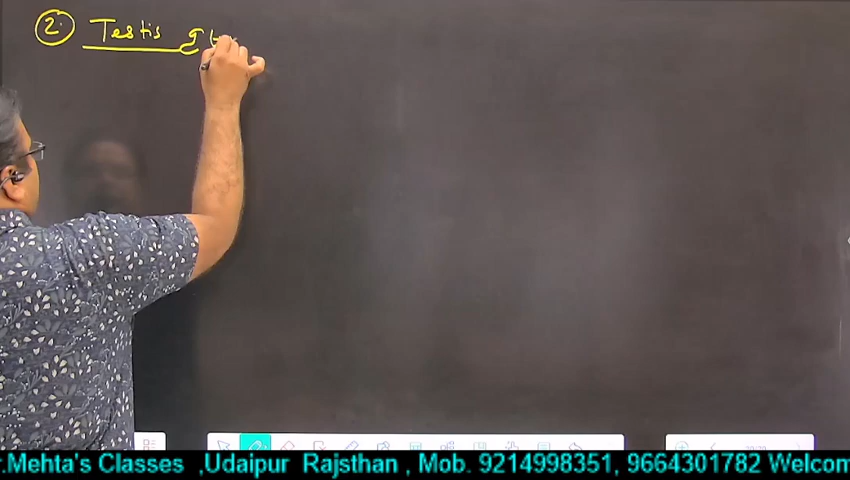 2. Testis
r.Mehta's Classes ,Udaipur Rajsthan , Mob. 9214998351, 9664301782 Welcom